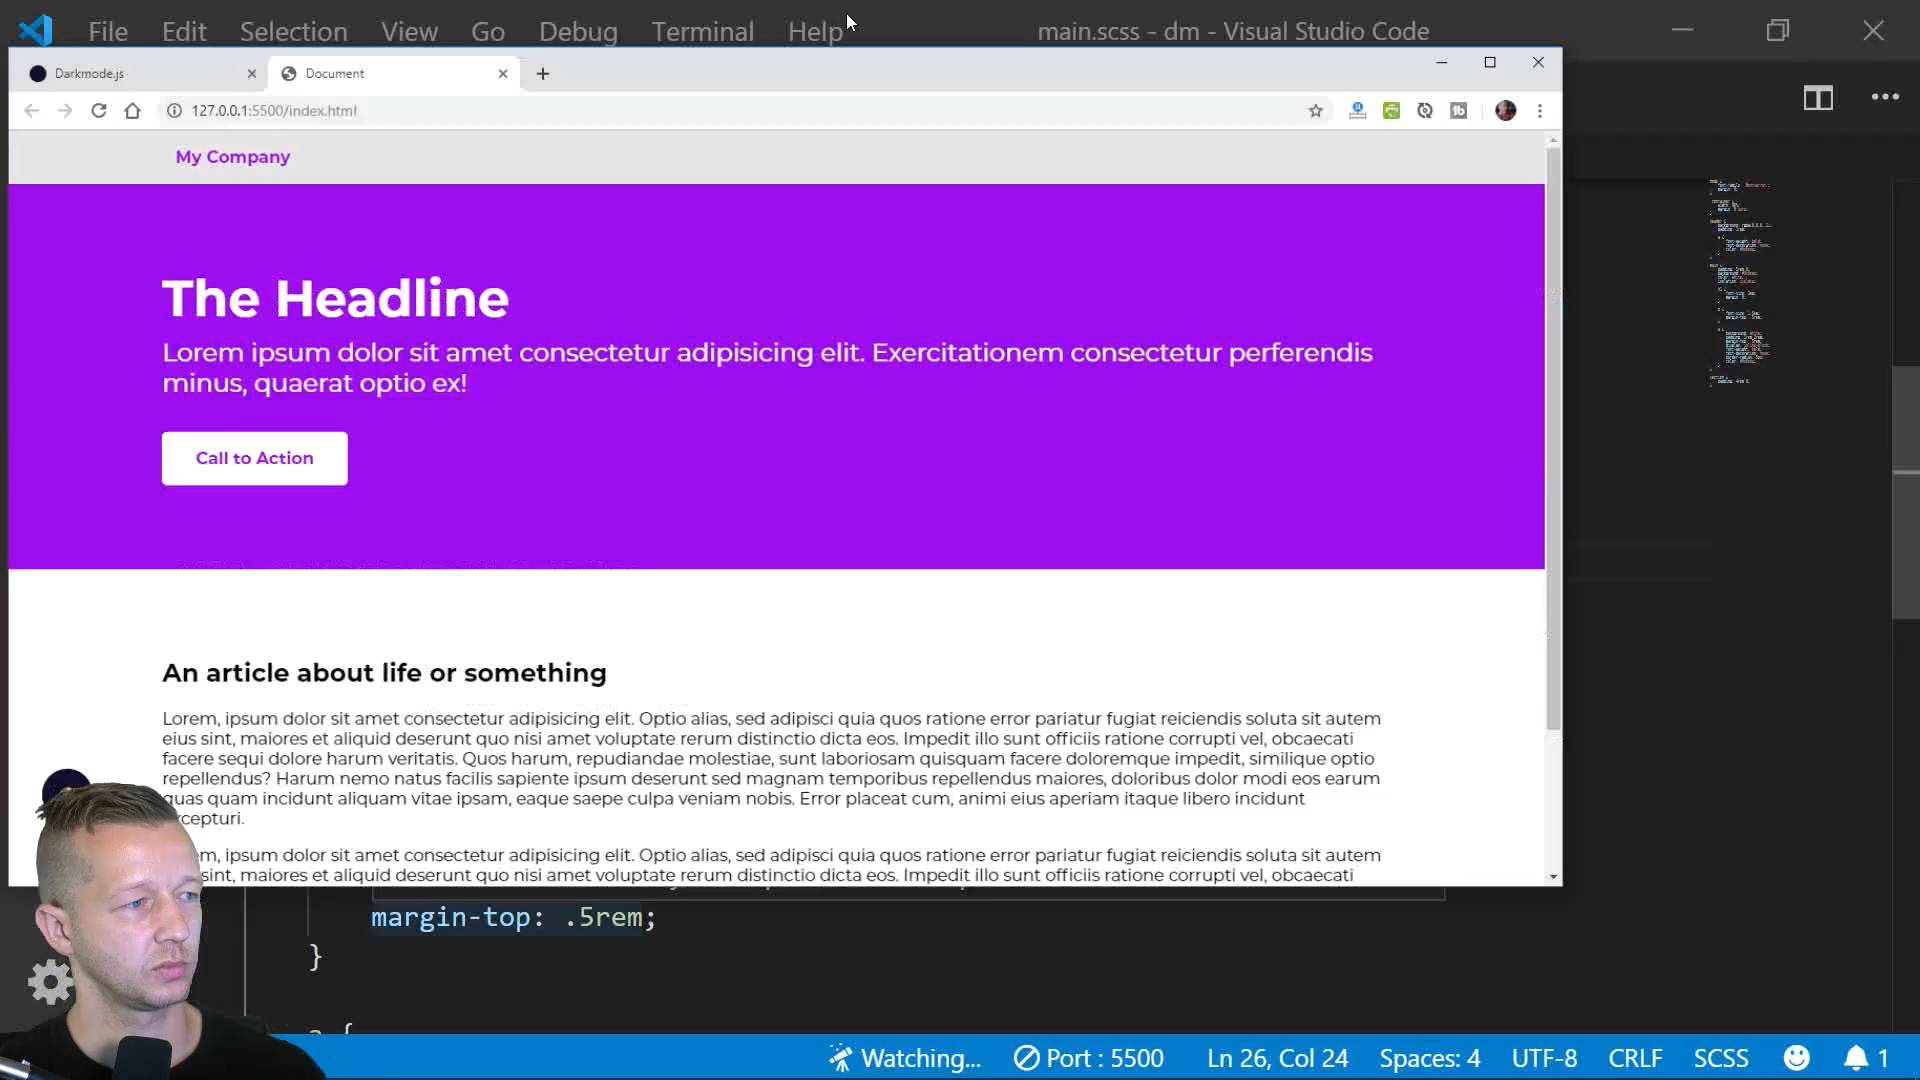 File Edit Selection View Go Debug Terminal Help main.scss - dm - Visual Studio Code
Darkmode.js Document
127.0.0.1:5500/index.html
My Company
The Headline
Lorem ipsum dolor sit amet consectetur adipisicing elit. Exercitationem consectetur perferendis
minus, quaerat optio ex!
Call to Action
An article about life or something
Lorem, ipsum dolor sit amet consectetur adipisicing elit. Optio alias, sed adipisci quia quos ratione error pariatur fugiat reiciendis soluta sit autem
eius sint, maiores et aliquid deserunt quo nisi amet voluptate rerum distinctio dicta eos. Impedit illo sunt officiis ratione corrupti vel, obcaecati
facere sequi dolore harum veritatis. Quos harum, repudiandae molestiae, sunt laboriosam quisquam facere doloremque impedit, similique optio
repellendus? Harum nemo natus facilis sapiente ipsum deserunt sed magnam temporibus repellendus maiores, doloribus dolor modi eos earum
quas quam incidunt aliquam vitae ipsam, eaque saepe culpa veniam nobis. Error placeat cum, animi eius aperiam itaque libero incidunt
cepturi.
m, ipsum dolor sit amet consectetur adipisicing elit. Optio alias, sed adipisci quia quos ratione error pariatur fugiat reiciendis soluta sit autem
sint, maiores et aliquid deserunt quo nisi amet voluptate rerum distinctio dicta eos. Impedit illo sunt officiis ratione corrupti vel, obcaecati
margin-top: .5rem;
}
Watching... Port : 5500 Ln 26, Col 24 Spaces: 4 UTF-8 CRLF SCSS 1